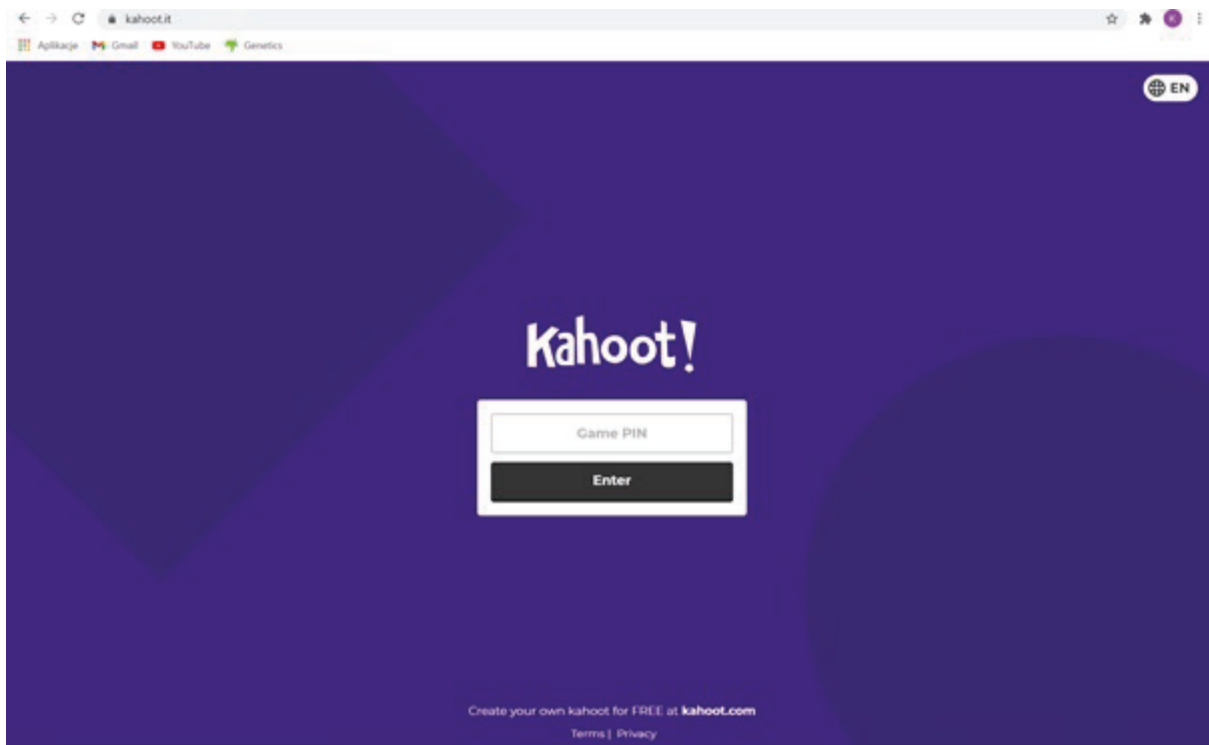 kahoot.it
Aplikacje Gmail YouTube Genetics
EN
Kahoot!
Game PIN
Enter
Create your own kahoot for FREE at kahoot.com
Terms | Privacy